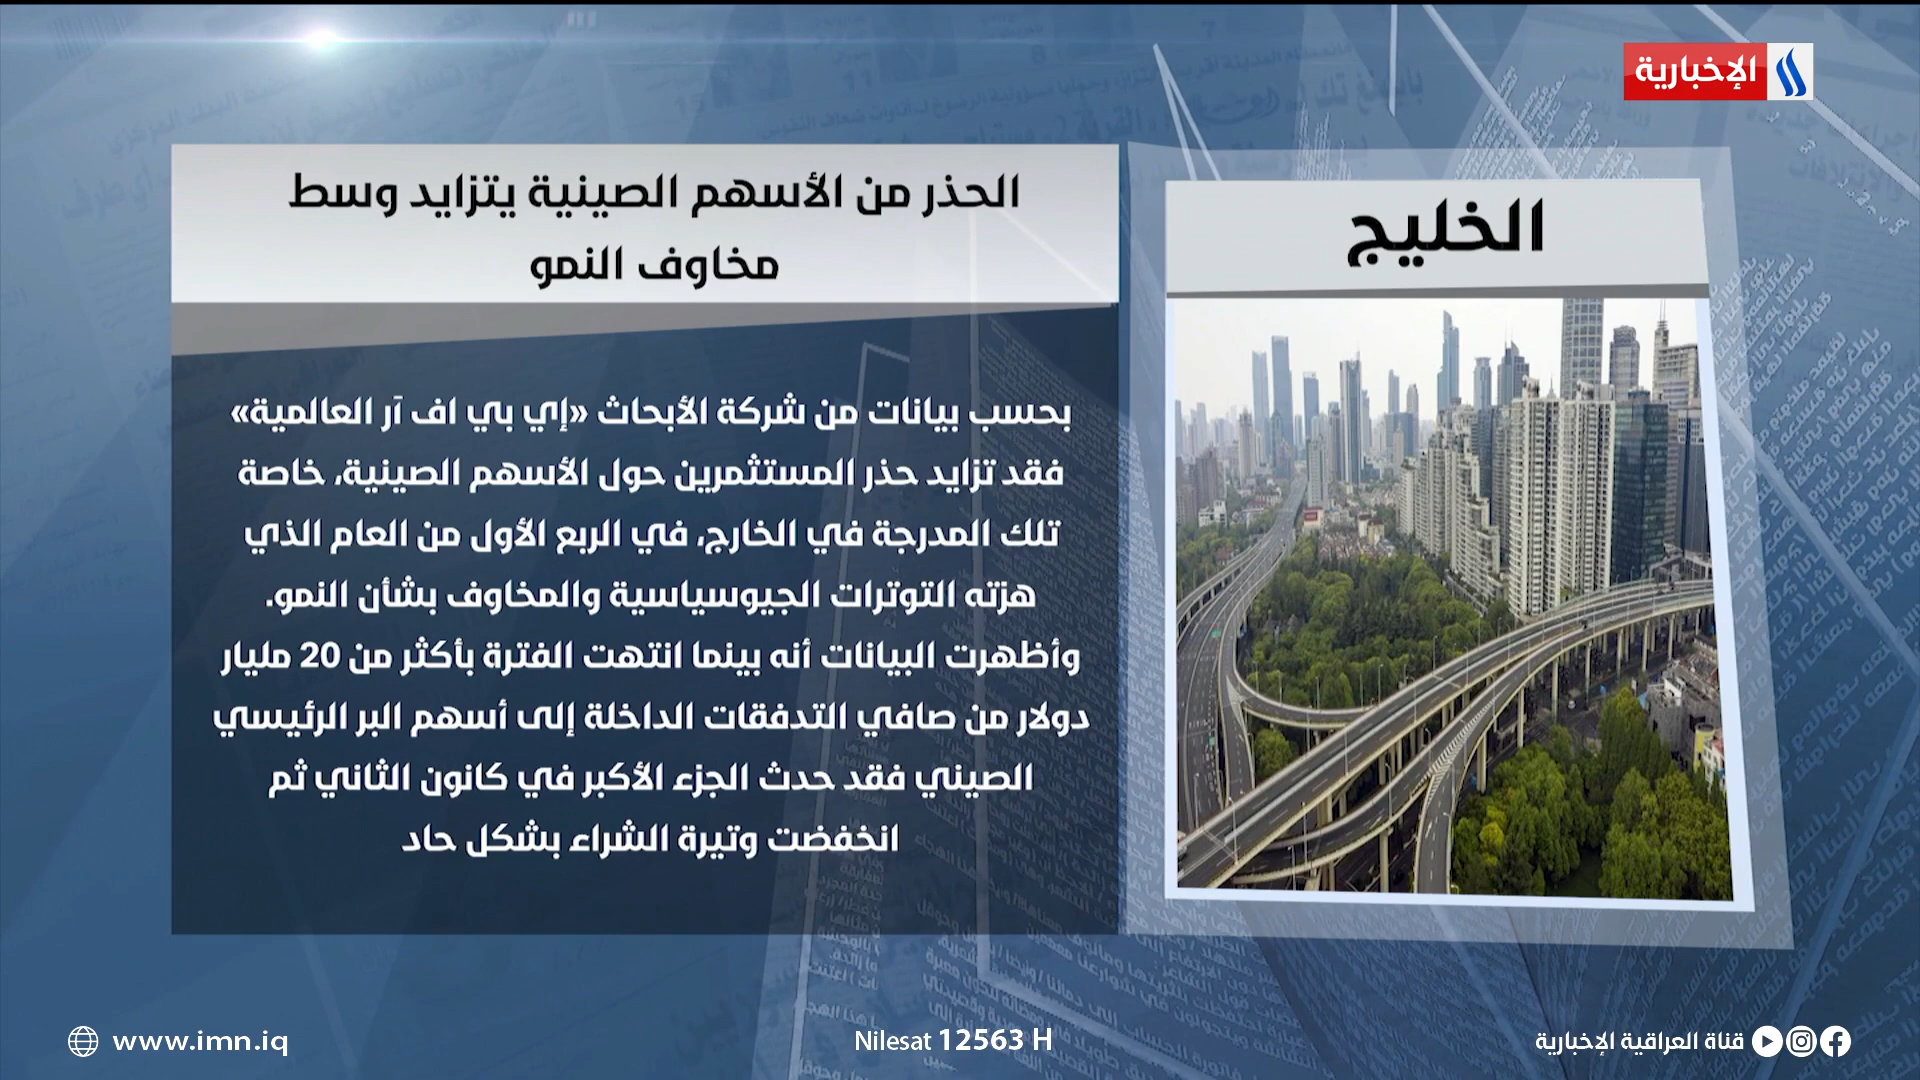 الإخبارية
الخليج
الحذر من الأسهم الصينية يتزايد وسط
مخاوف النمو
بحسب بيانات من شركة الأبحاث «إي بي اف آر العالمية»
فقد تزايد حذر المستثمرين حول الأسهم الصينية، خاصة
تلك المدرجة في الخارج، في الربع الأول من العام الذي
هزته التوترات الجيوسياسية والمخاوف بشأن النمو.
وأظهرت البيانات أنه بينما انتهت الفترة بأكثر من 20 مليار
دولار من صافي التدفقات الداخلة إلى أسهم البر الرئيسي
الصيني فقد حدث الجزء الأكبر في كانون الثاني ثم
انخفضت وتيرة الشراء بشكل حاد
www.imn.iq
Nilesat 12563 H
قناة العراقية الإخبارية